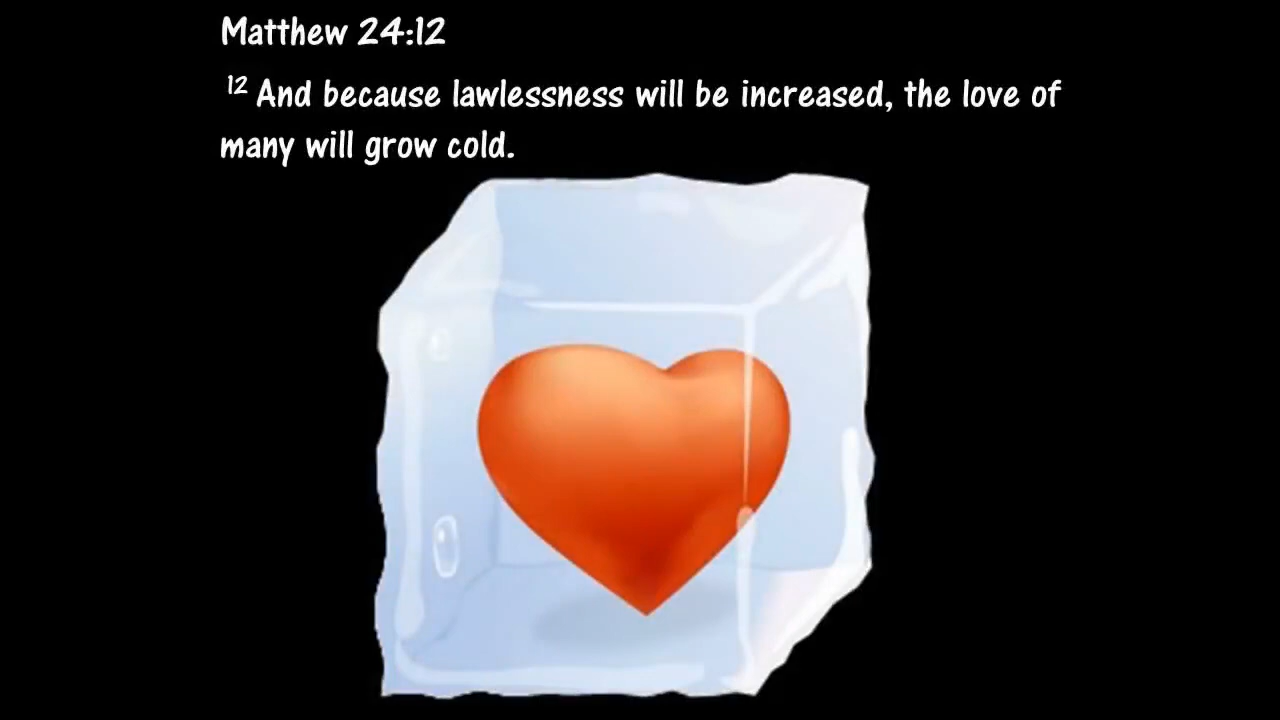 Matthew 24:12
12 And because lawlessness will be increased, the love of
many will grow cold.